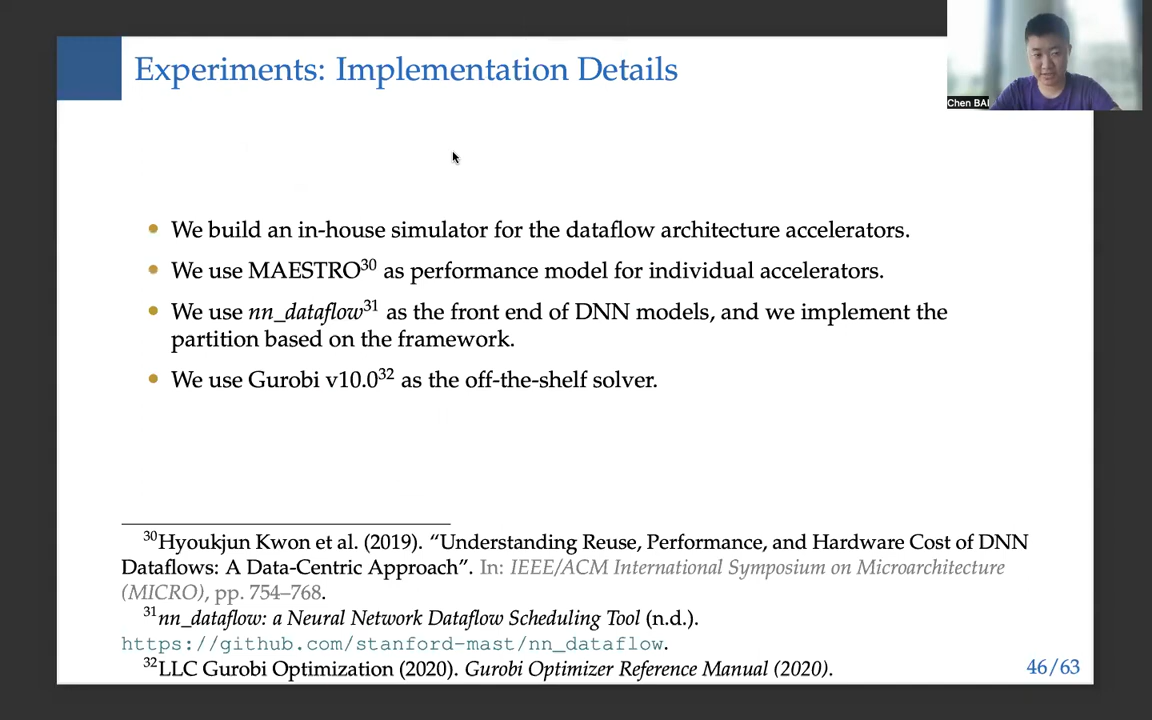 Experiments: Implementation Details
Chen BAI
• We build an in-house simulator for the dataflow architecture accelerators.
• We use MAESTRO30 as performance model for individual accelerators.
• We use nn_dataflow31 as the front end of DNN models, and we implement the
partition based on the framework.
• We use Gurobi v10.032 as the off-the-shelf solver.
30Hyoukjun Kwon et al. (2019). “Understanding Reuse, Performance, and Hardware Cost of DNN
Dataflows: A Data-Centric Approach”. In: IEEE/ACM International Symposium on Microarchitecture
(MICRO), pp. 754–768.
31nn_dataflow: a Neural Network Dataflow Scheduling Tool (n.d.).
https://github.com/stanford-mast/nn_dataflow.
32LLC Gurobi Optimization (2020). Gurobi Optimizer Reference Manual (2020).
46/63